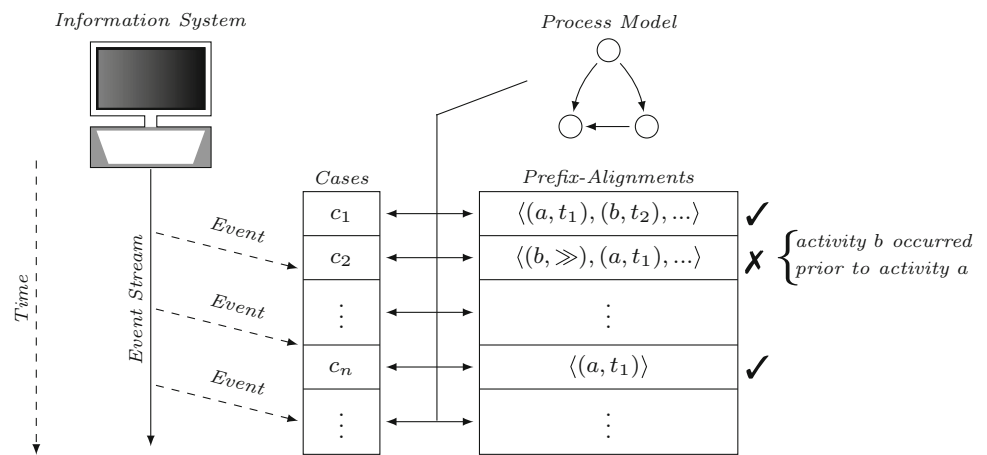 Information System
Process Model
Cases
Prefix-Alignments
c₁
⟨(a, t₁), (b, t₂), ...⟩
✓
Event
c₂
⟨(b, ≫), (a, t₁), ...⟩
✗
activity b occurred
prior to activity a
Time
Event Stream
Event
⋮
⋮
cₙ
⟨(a, t₁)⟩
✓
Event
⋮
⋮